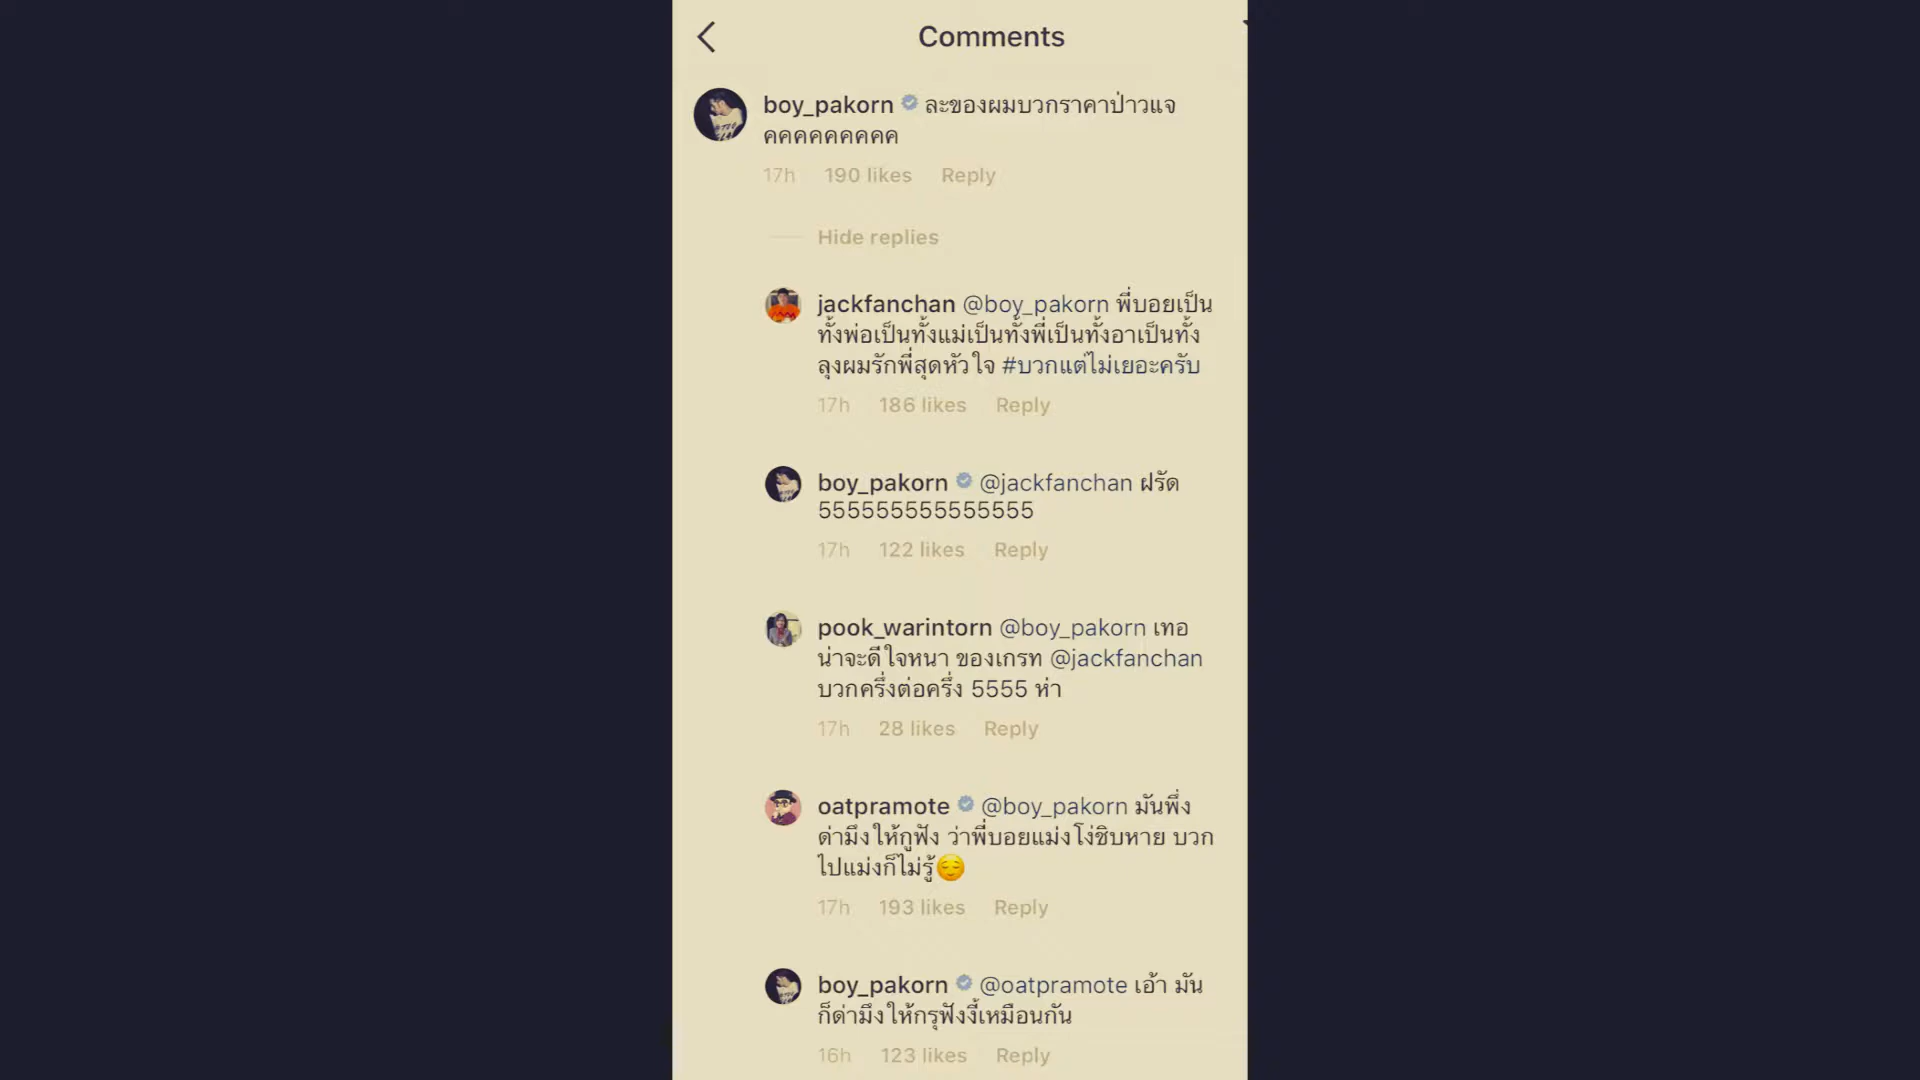 Comments
boy_pakorn ละของผมบวกราคาป่าวแจ
คคคคคคคคค
17h 190 likes Reply
Hide replies
jackfanchan @boy_pakorn พี่บอยเป็น
ทั้งพ่อเป็นทั้งแม่เป็นทั้งพี่เป็นทั้งอาเป็นทั้ง
ลุงผมรักพี่สุดหัวใจ #บวกแต่ไม่เยอะครับ
17h 186 likes Reply
boy_pakorn @jackfanchan ฝรัด
555555555555555
17h 122 likes Reply
pook_warintorn @boy_pakorn เทอ
น่าจะดีใจหนา ของเกรท @jackfanchan
บวกครึ่งต่อครึ่ง 5555 ห่า
17h 28 likes Reply
oatpramote @boy_pakorn มันพึ่ง
ด่ามึงให้กูฟัง ว่าพี่บอยแม่งโง่ชิบหาย บวก
ไปแม่งก็ไม่รู้😌
17h 193 likes Reply
boy_pakorn @oatpramote เอ้า มัน
ก็ด่ามึงให้กรุฟังงี้เหมือนกัน
16h 123 likes Reply